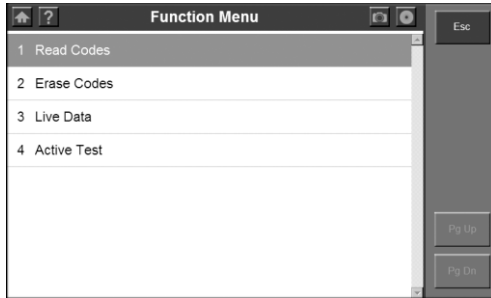 ?
Function Menu
Esc
1 Read Codes
2 Erase Codes
3 Live Data
4 Active Test
Pg Up
Pg Dn